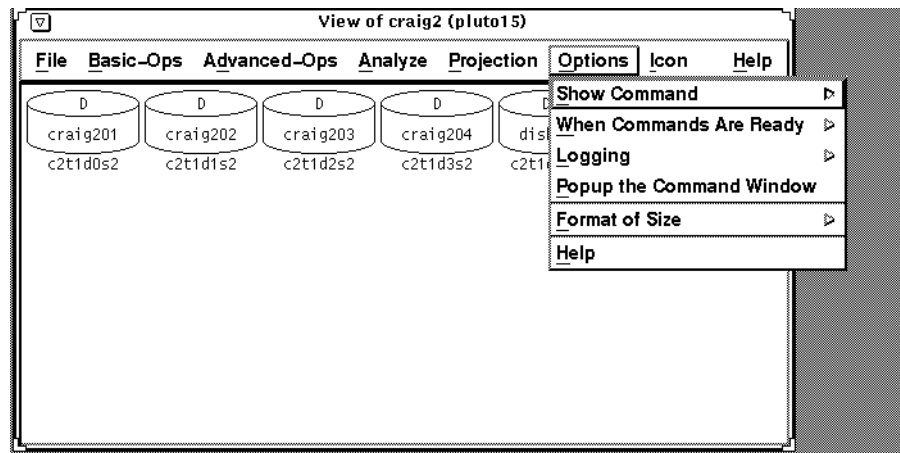 View of craig2 (pluto15)
File Basic-Ops Advanced-Ops Analyze Projection Options Icon Help
D D D D
craig201 craig202 craig203 craig204
c2t1d0s2 c2t1d1s2 c2t1d2s2 c2t1d3s2
Show Command
When Commands Are Ready
Logging
Popup the Command Window
Format of Size
Help